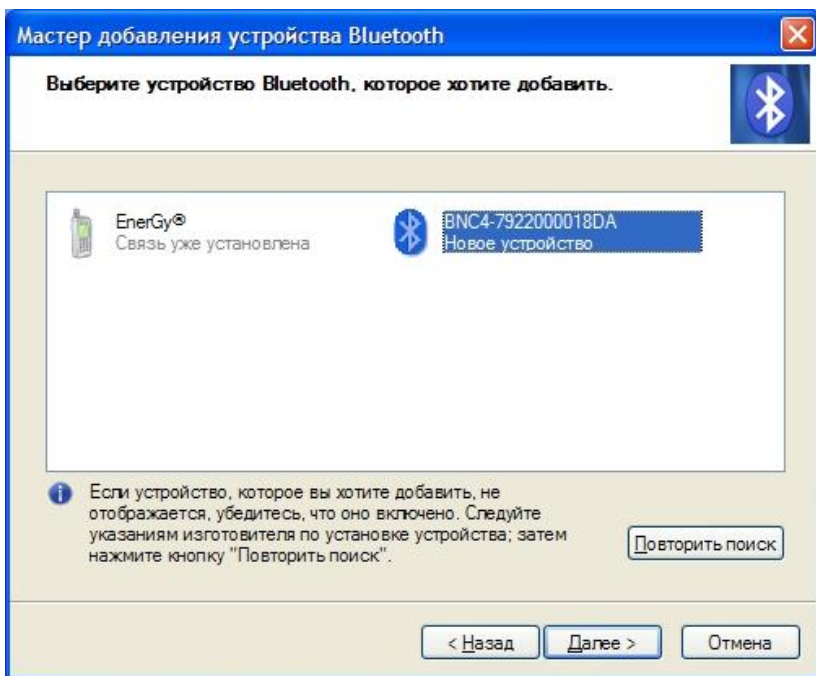 Мастер добавления устройства Bluetooth
Выберите устройство Bluetooth, которое хотите добавить.
EnerGy®
Связь уже установлена
BNC4-7922000018DA
Новое устройство
Если устройство, которое вы хотите добавить, не
отображается, убедитесь, что оно включено. Следуйте
указаниям изготовителя по установке устройства; затем
нажмите кнопку "Повторить поиск".
Повторить поиск
< Назад
Далее >
Отмена